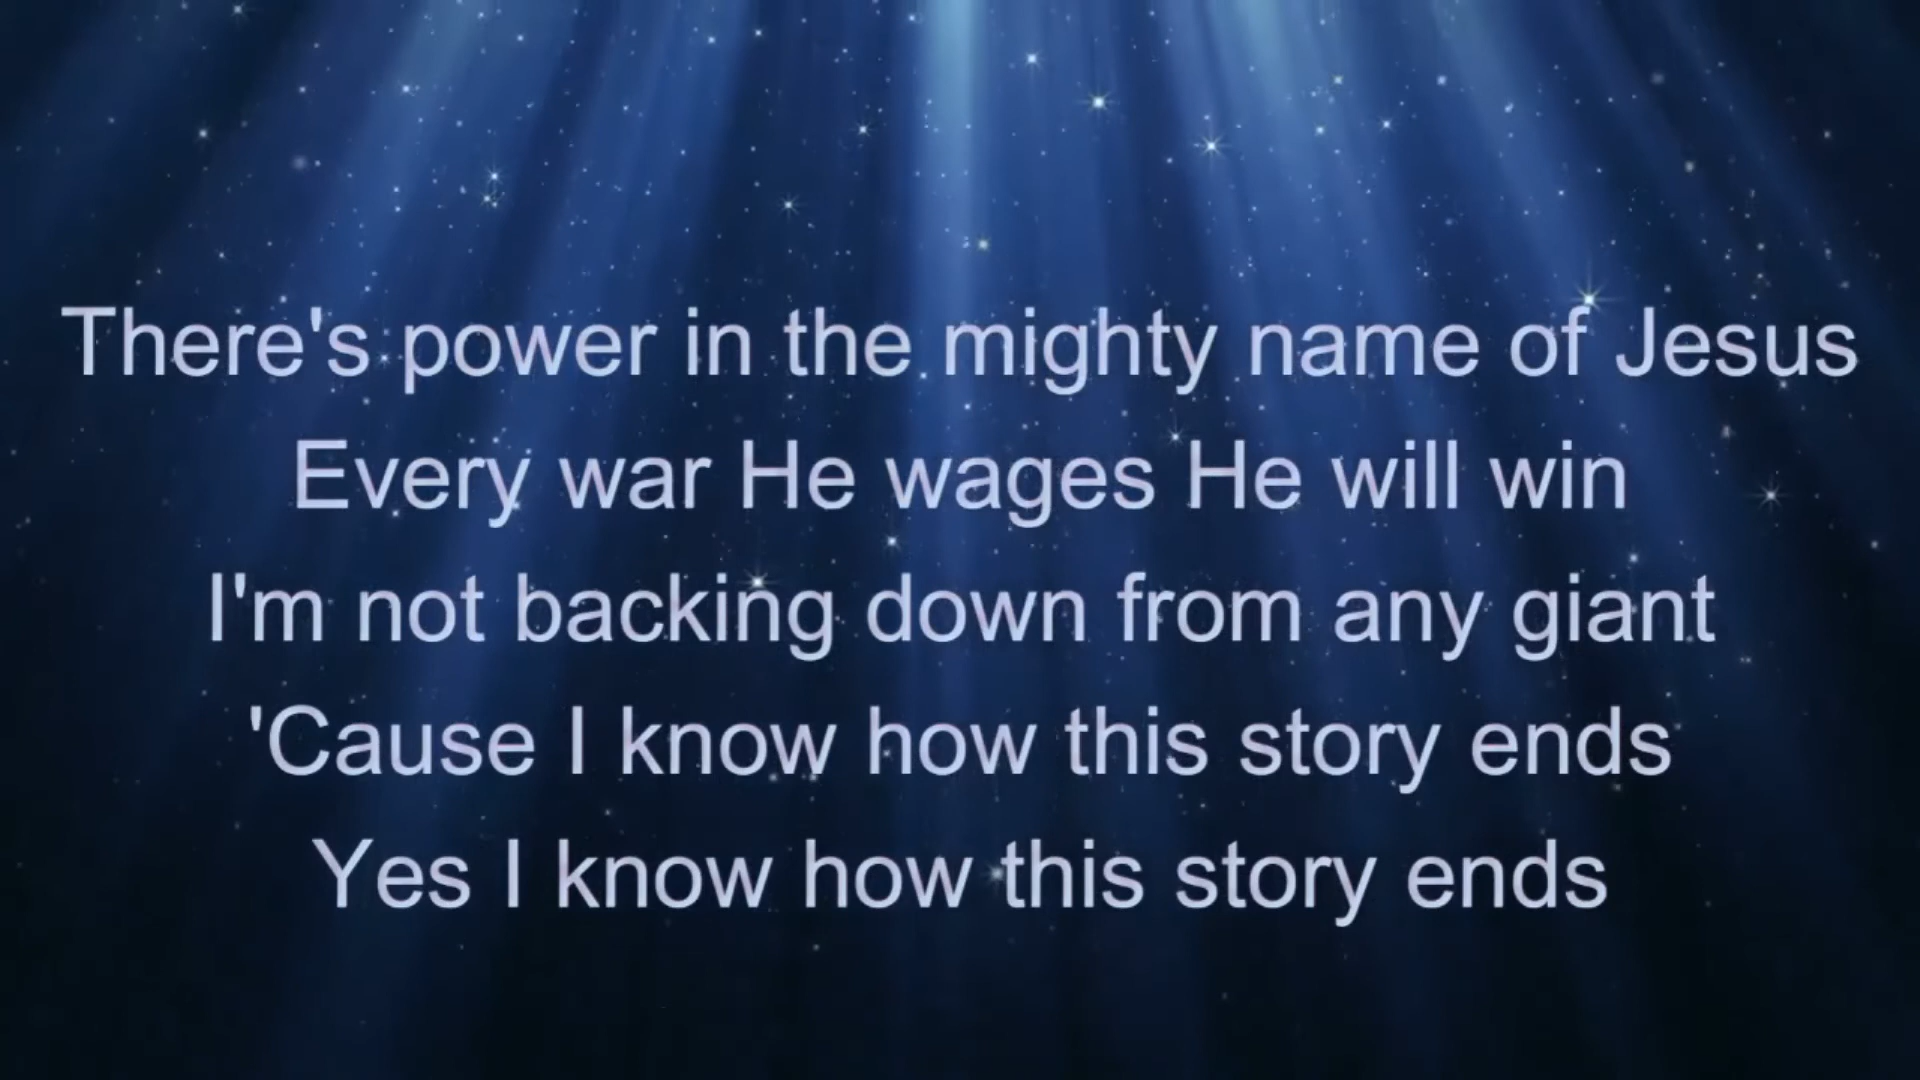 There's power in the mighty name of Jesus
Every war He wages He will win
I'm not backing down from any giant
'Cause I know how this story ends
Yes I know how this story ends